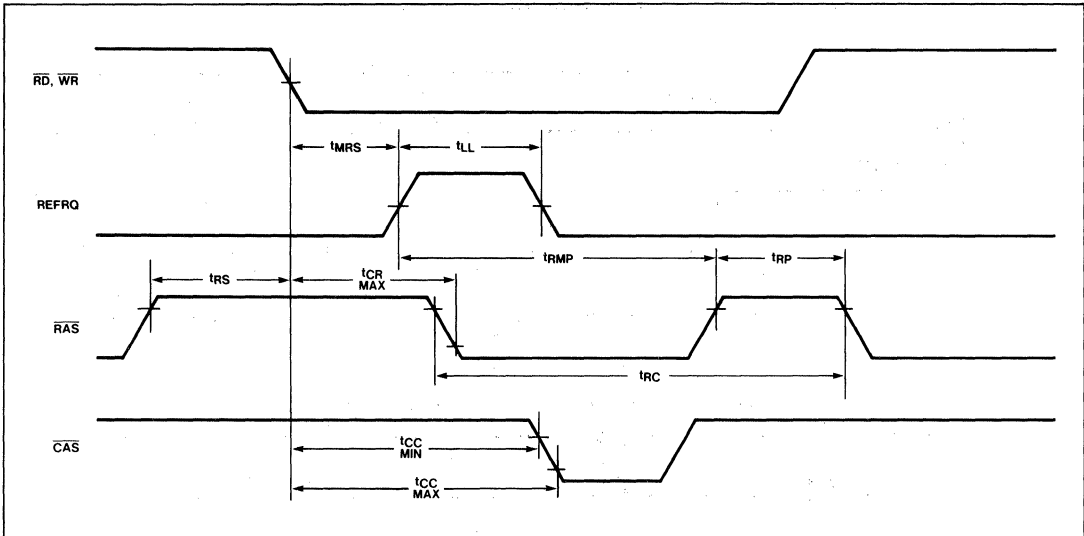 RD, WR
tMRS
tLL
REFRQ
tRMP
tRP
tRS
tCR
MAX
RAS
tRC
CAS
tCC
MIN
tCC
MAX